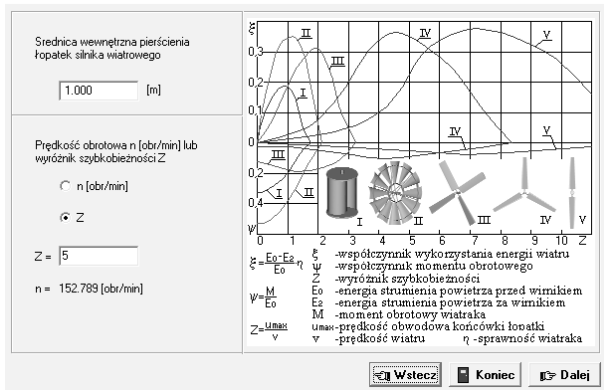 Srednica wewnętrzna pierścienia
łopatek silnika wiatrowego
1.000 [m]
Prędkość obrotowa n [obr/min] lub
wyróżnik szybkobieżności Z
n [obr/min]
Z
Z = 5
n = 152.789 [obr/min]
ξ
II
IV
V
0,3
III
0,2
I
0,1
0
IV
V
III
0,2
I
II
0,4
ψ
I
II
III
IV
V
0 1 2 3 4 5 6 7 8 9 10 Z
ξ=(E0-E2)/E0 η
ξ -współczynnik wykorzystania energii wiatru
ψ -współczynnik momentu obrotowego
Z -wyróżnik szybkobieżności
ψ=M/E0
E0 -energia strumienia powietrza przed wirnikiem
E2 -energia strumienia powietrza za wirnikiem
M -moment obrotowy wiatraka
Z=umax/v
umax-prędkość obwodowa końcówki łopatki
v -prędkość wiatru η -sprawność wiatraka
Wstecz Koniec Dalej